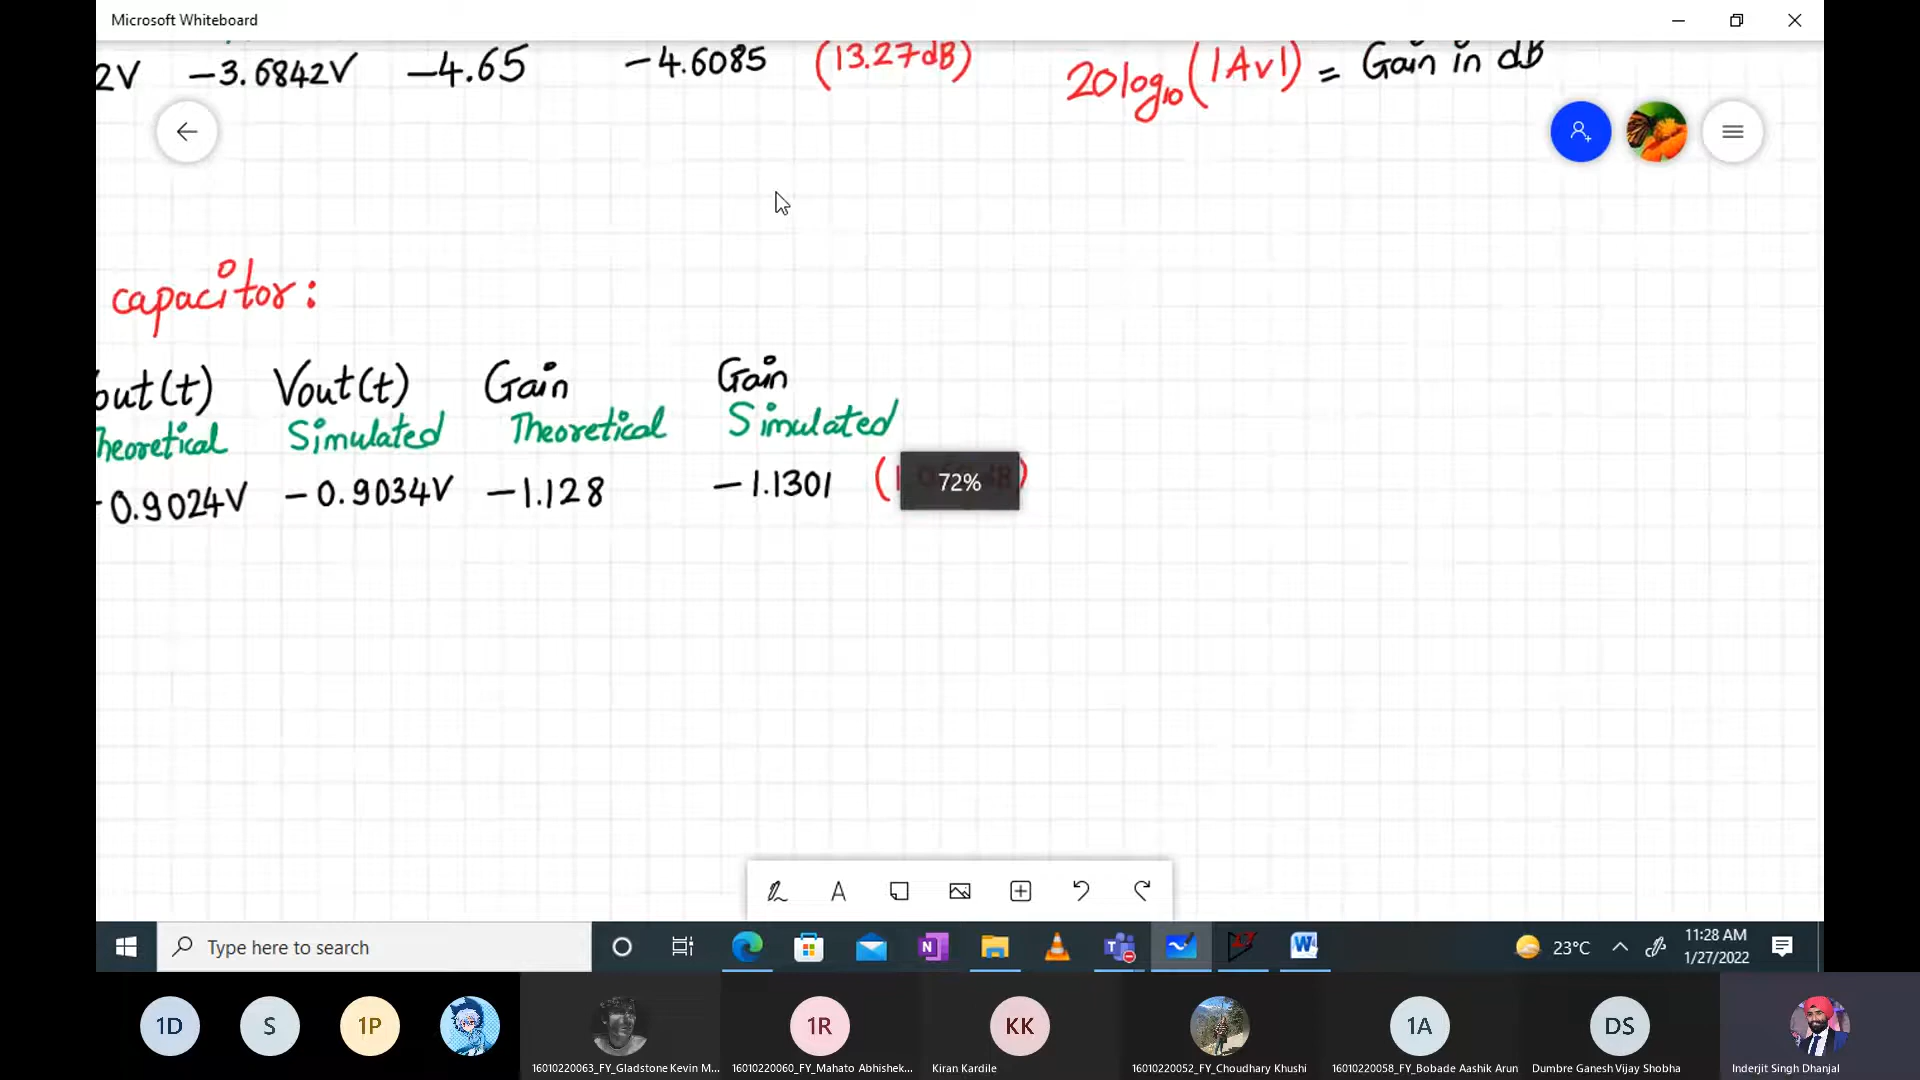 Microsoft Whiteboard
2V -3.6842V -4.65 -4.6085 (13.27dB) 20log10(|Av|) = Gain in dB
capacitor:
out(t) Vout(t) Gain Gain
heoretical Simulated Theoretical Simulated
-0.9024V -0.9034V -1.128 -1.1301
72%
Type here to search
23°C
11:28 AM
1/27/2022
1D S 1P 1R KK 1A DS
16010220063_FY_Gladstone Kevin M... 16010220060_FY_Mahato Abhishek... Kiran Kardile 16010220052_FY_Choudhary Khushi 16010220058_FY_Bobade Aashik Arun Dumbre Ganesh Vijay Shobha Inderjit Singh Dhanjal